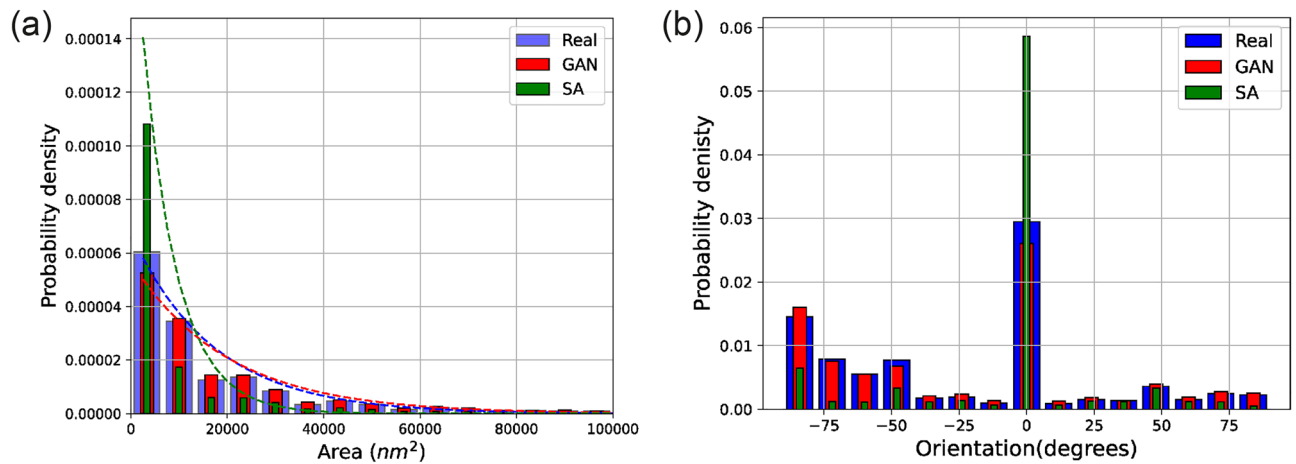 (a)
Probability density
0.00014
0.00012
0.00010
0.00008
0.00006
0.00004
0.00002
0.00000
0
20000
40000
60000
80000
100000
Area (nm²)
Real
GAN
SA
(b)
Probability denisty
0.06
0.05
0.04
0.03
0.02
0.01
0.00
−75
−50
−25
0
25
50
75
Orientation(degrees)
Real
GAN
SA